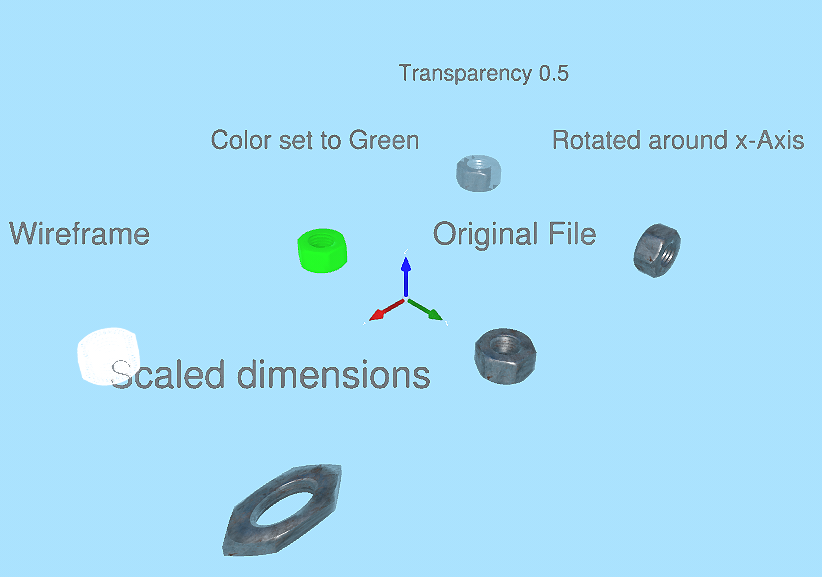 Transparency 0.5
Color set to Green
Rotated around x-Axis
Wireframe
Original File
Scaled dimensions